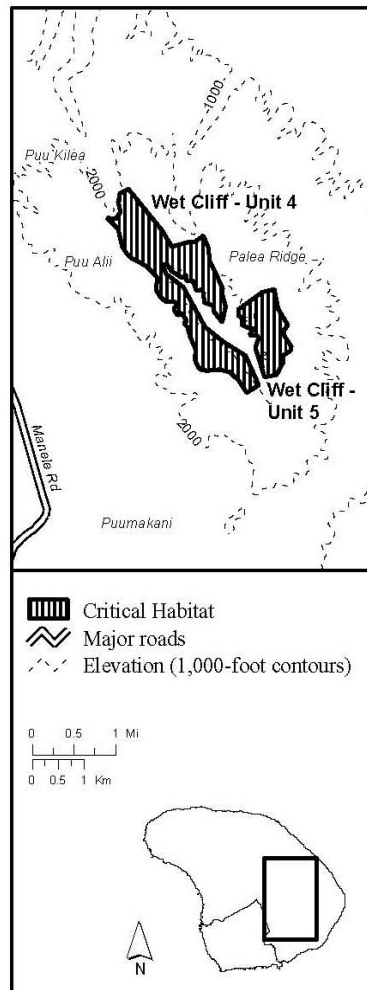 1000
Puu Kilea
2000
Wet Cliff - Unit 4
Puu Alii
Palea Ridge
Wet Cliff -
Unit 5
2000
Manele Rd
Puumakani
Critical Habitat
Major roads
Elevation (1,000-foot contours)
0 0.5 1 Mi
0 0.5 1 Km
N